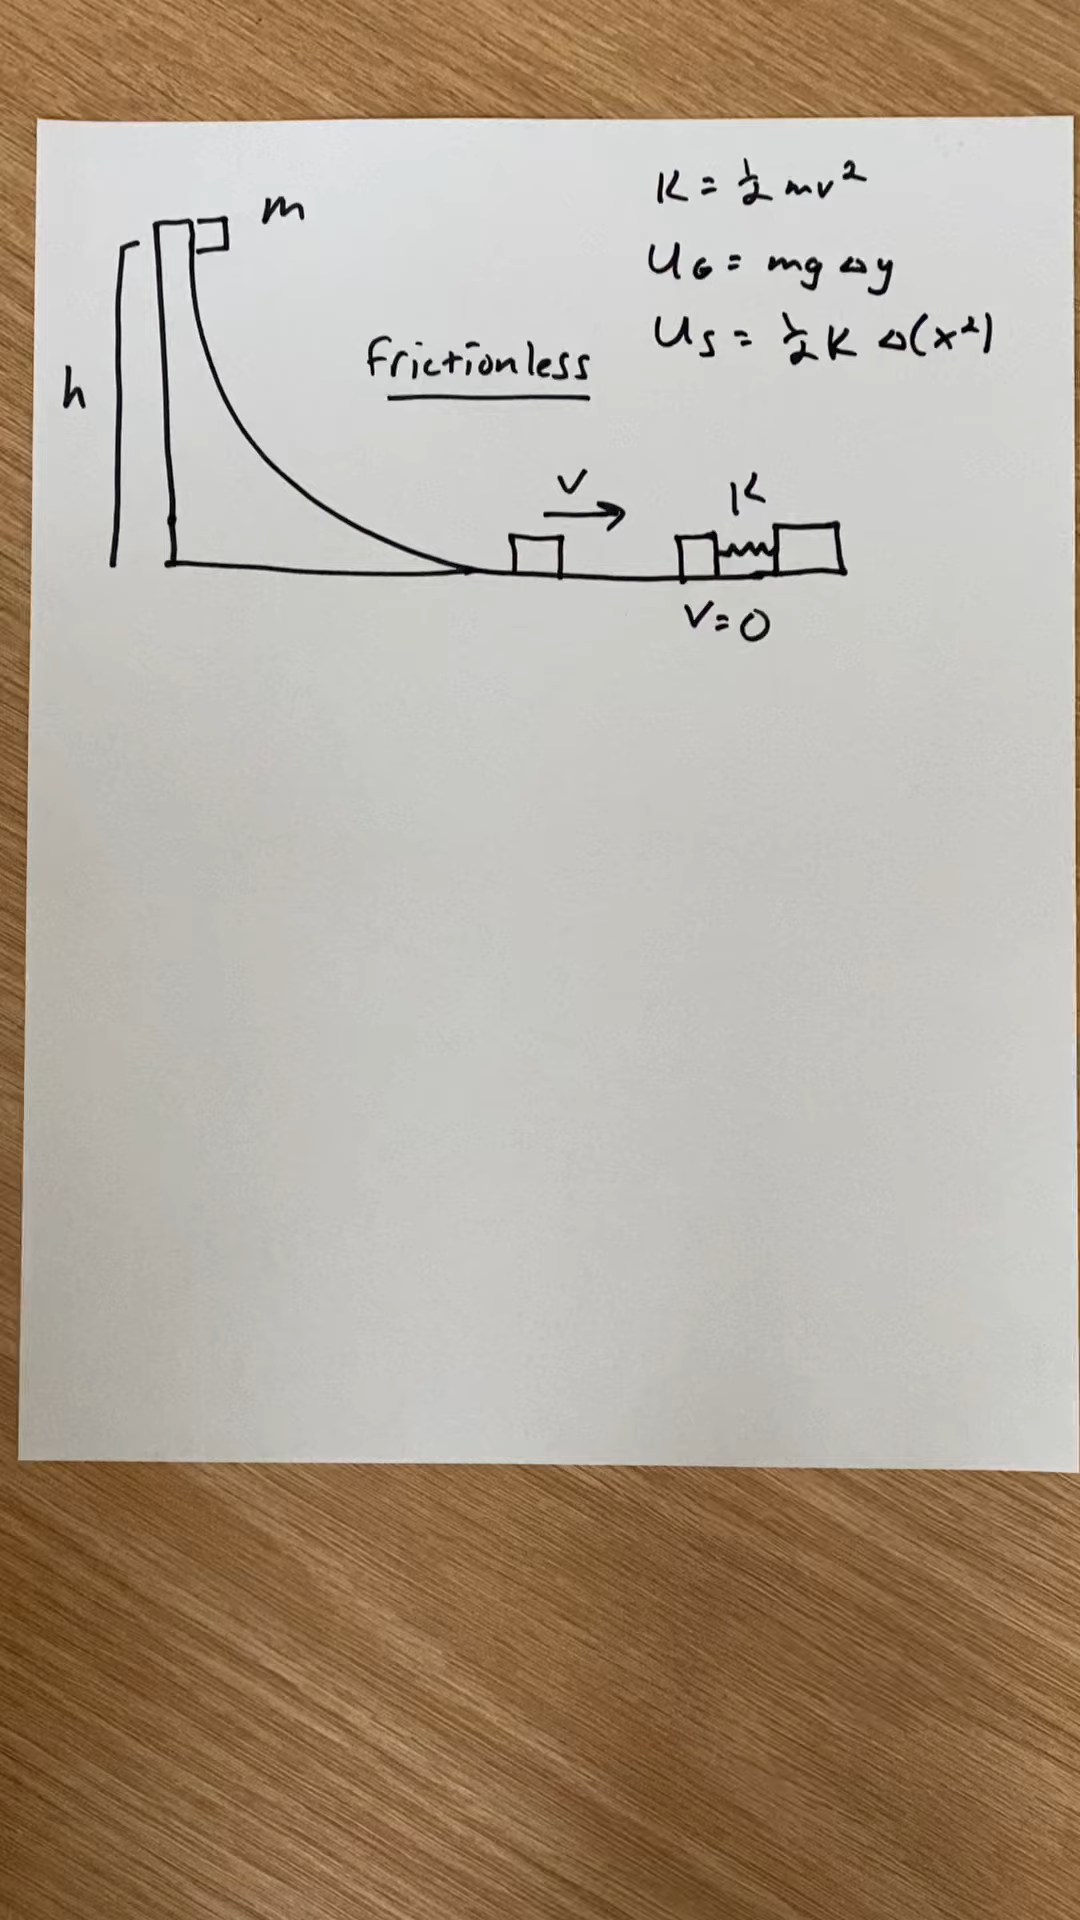 m
K = ½ mv²
U_G = mg Δy
U_S = ½ K Δ(x²)
frictionless
h
V
K
V = 0